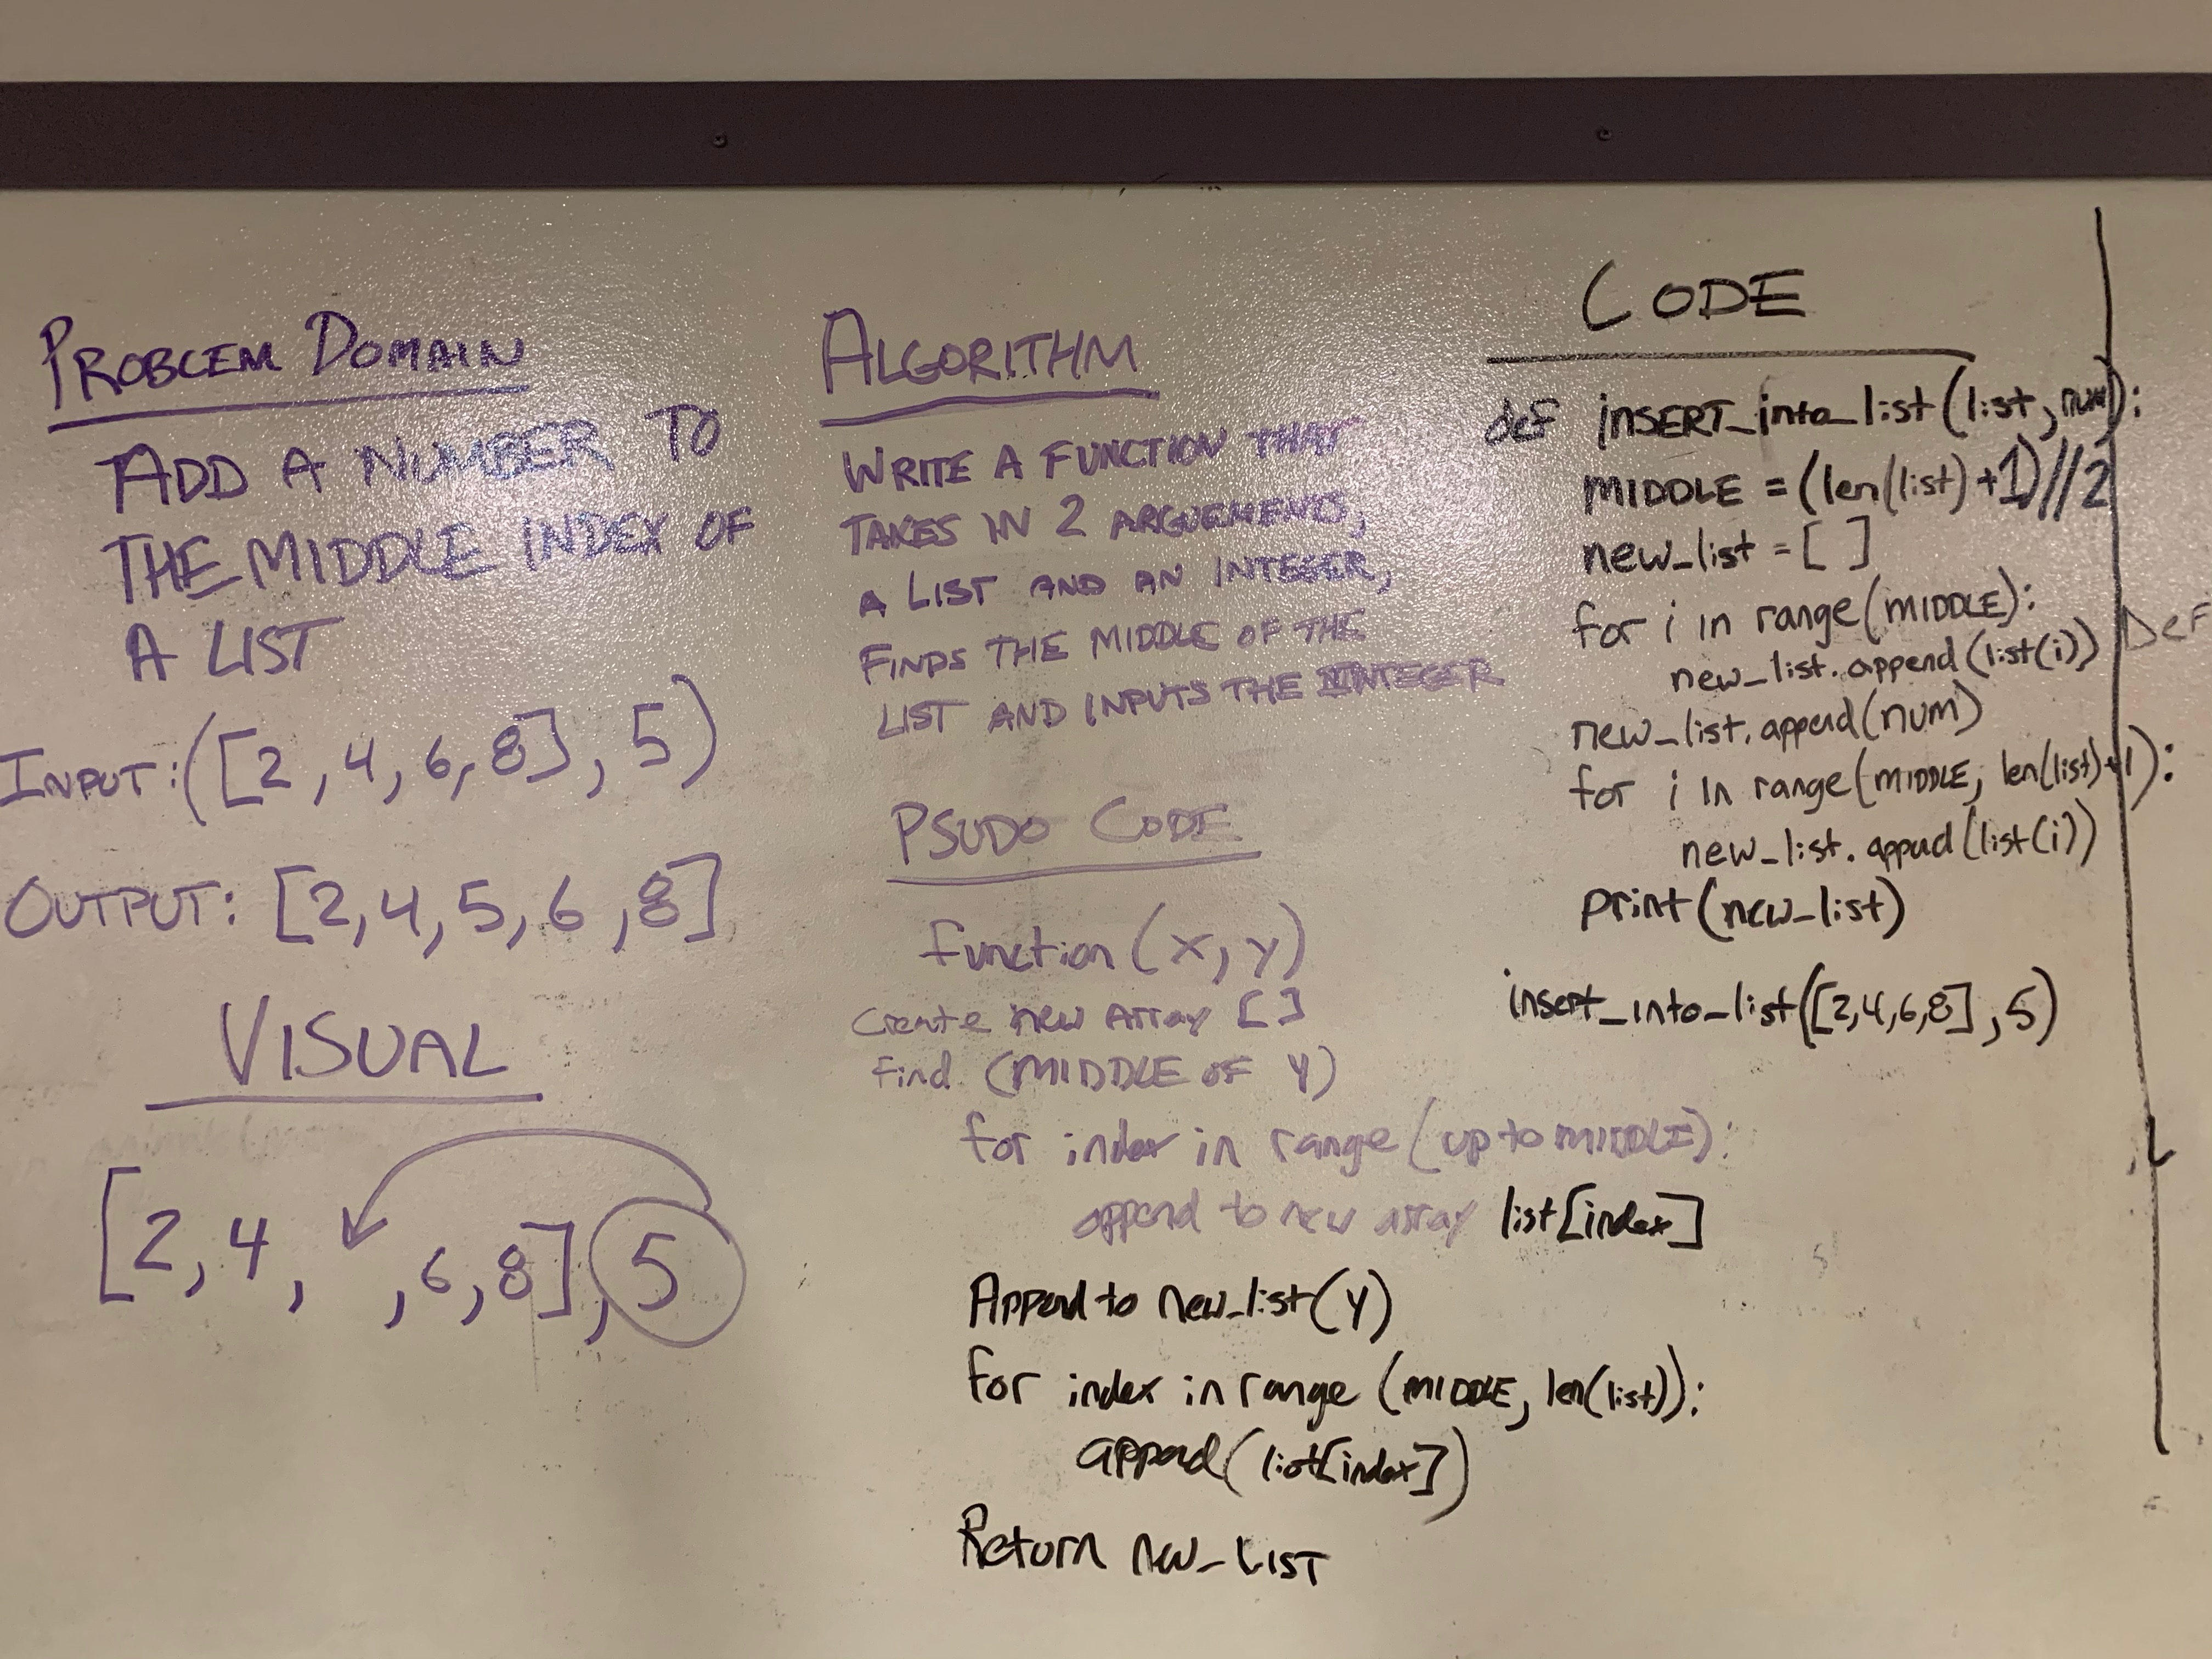 PROBLEM DOMAIN
ADD A NUMBER TO
THE MIDDLE INDEX OF
A LIST
INPUT: ([2, 4, 6, 8], 5)
OUTPUT: [2, 4, 5, 6, 8]
VISUAL
[2, 4, , 6, 8], 5
ALGORITHM
WRITE A FUNCTION THAT
TAKES IN 2 ARGUEMENTS,
A LIST AND AN INTEGER,
FINDS THE MIDDLE OF THE
LIST AND INPUTS THE INTEGER
PSUDO CODE
function(x, y)
Create new Array []
find (MIDDLE OF Y)
for index in range (up to MIDDLE):
append to new array list[index]
Append to new_list(y)
for index in range (MIDDLE, len(list)):
append(list[index])
Return new_LIST
CODE
def INSERT_into_list(list, num):
MIDDLE = (len(list)+1)//2
new_list = []
for i in range(MIDDLE):
new_list.append(list(i))
new_list.append(num)
for i in range(MIDDLE, len(list)+1):
new_list.append(list(i))
print(new_list)
insert_into_list([2,4,6,8], 5)
DeF